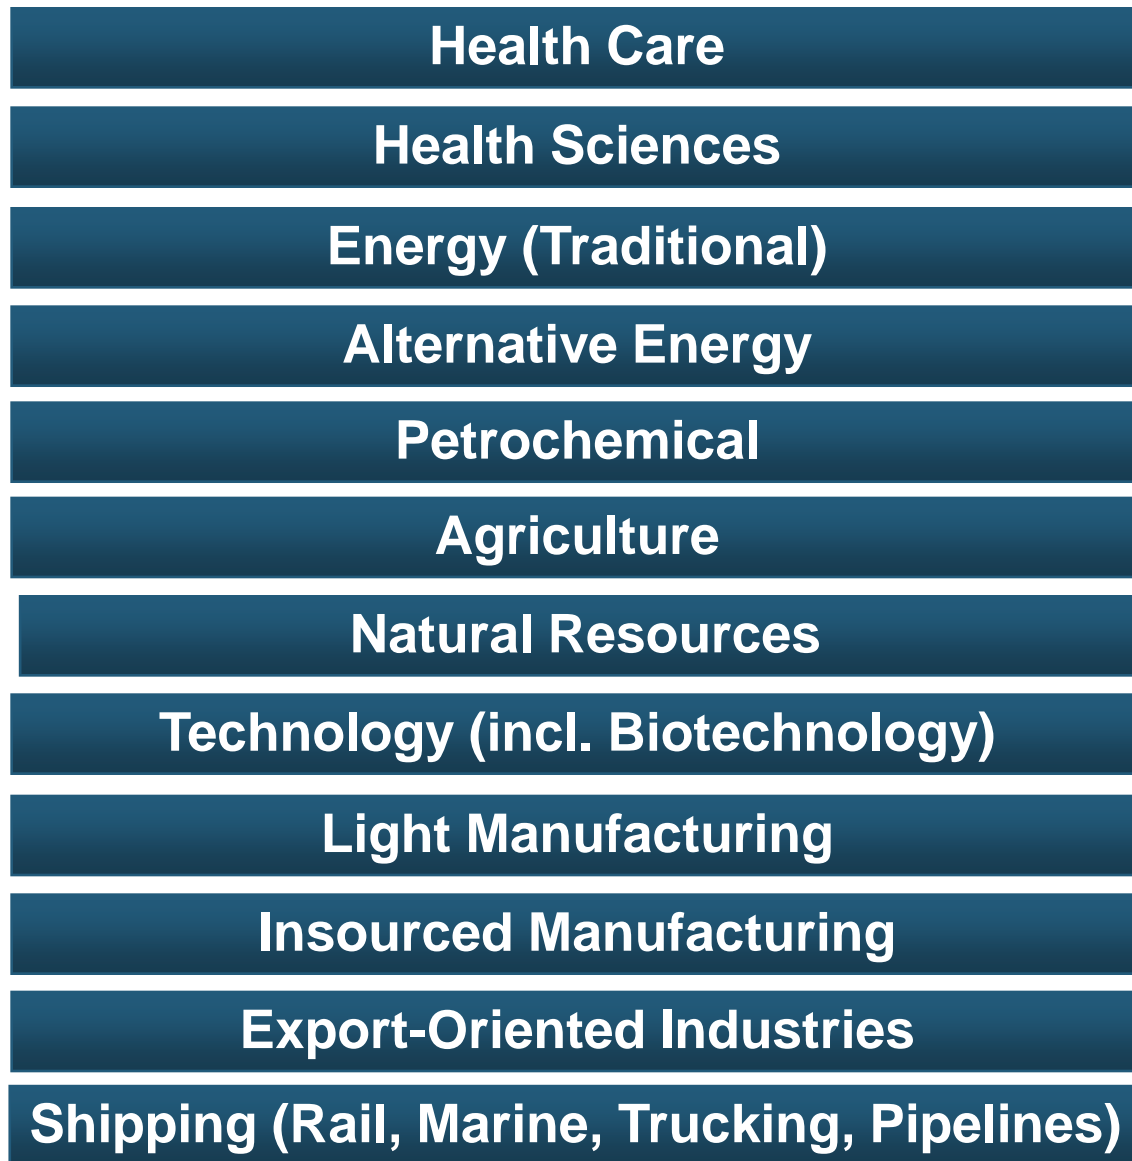 Health Care
Health Sciences
Energy (Traditional)
Alternative Energy
Petrochemical
Agriculture
Natural Resources
Technology (incl. Biotechnology)
Light Manufacturing
Insourced Manufacturing
Export-Oriented Industries
Shipping (Rail, Marine, Trucking, Pipelines)